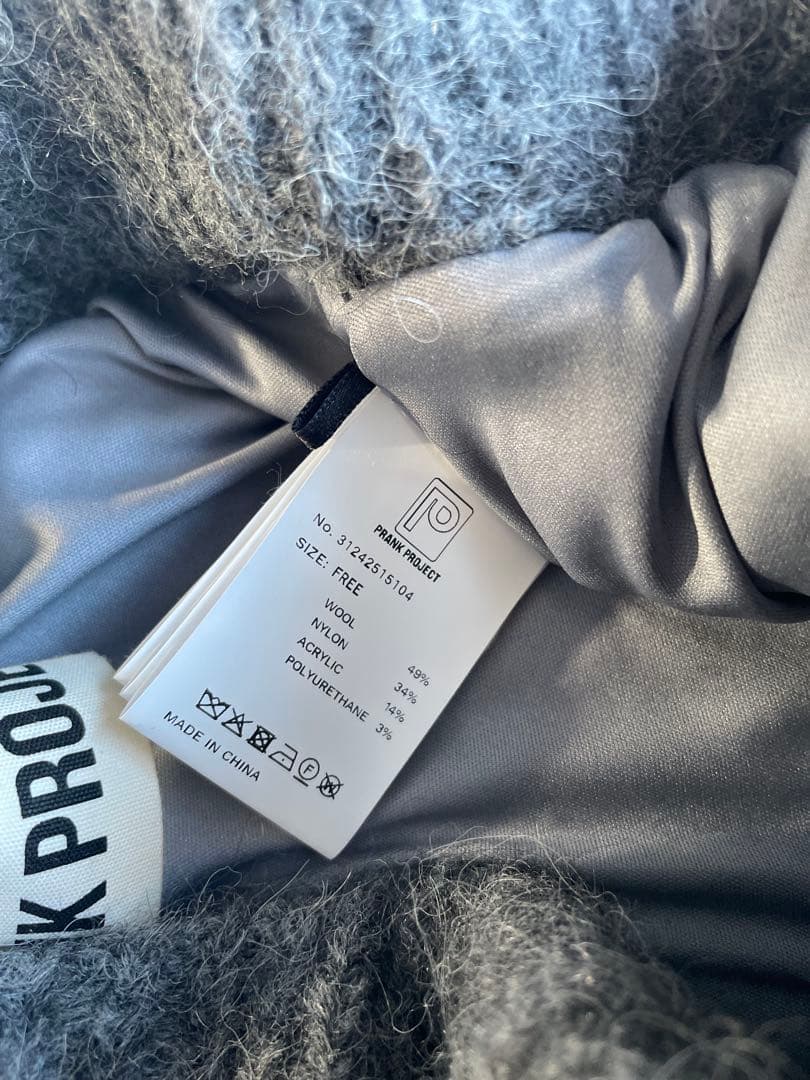 PRANK PROJECT
No. 31242515104
SIZE: FREE
WOOL 49%
NYLON 34%
ACRYLIC 14%
POLYURETHANE 3%
F W
MADE IN CHINA
K PROJE